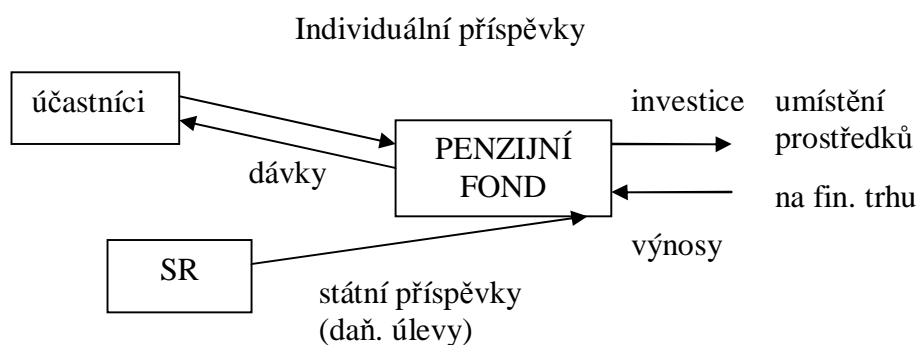 Individuální příspěvky
účastníci
investice
umístění
prostředků
na fin. trhu
PENZIJNÍ
FOND
dávky
výnosy
SR
státní příspěvky
(daň. úlevy)